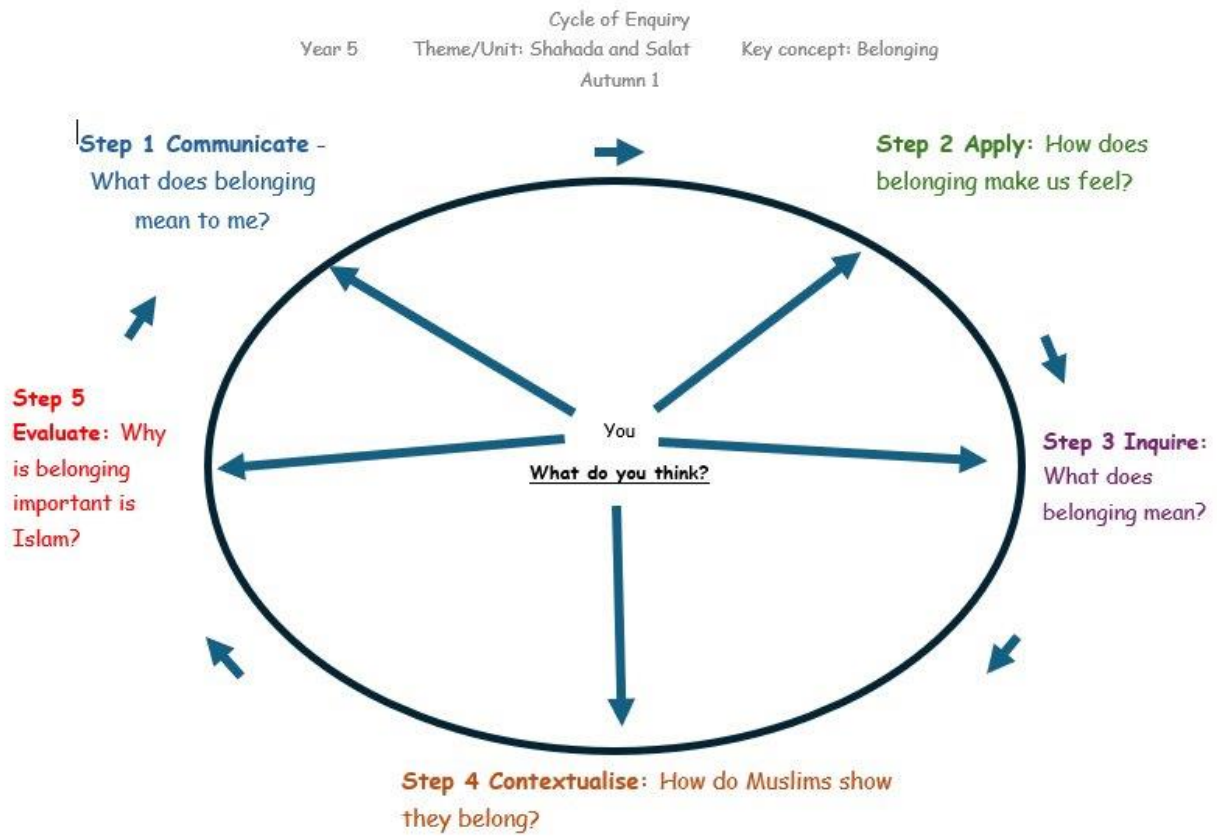 Cycle of Enquiry
Year 5 Theme/Unit: Shahada and Salat Key concept: Belonging
Autumn 1
Step 1 Communicate -
What does belonging
mean to me?
Step 2 Apply: How does
belonging make us feel?
Step 3 Inquire:
What does
belonging mean?
Step 4 Contextualise: How do Muslims show
they belong?
Step 5
Evaluate: Why
is belonging
important is
Islam?
You
What do you think?